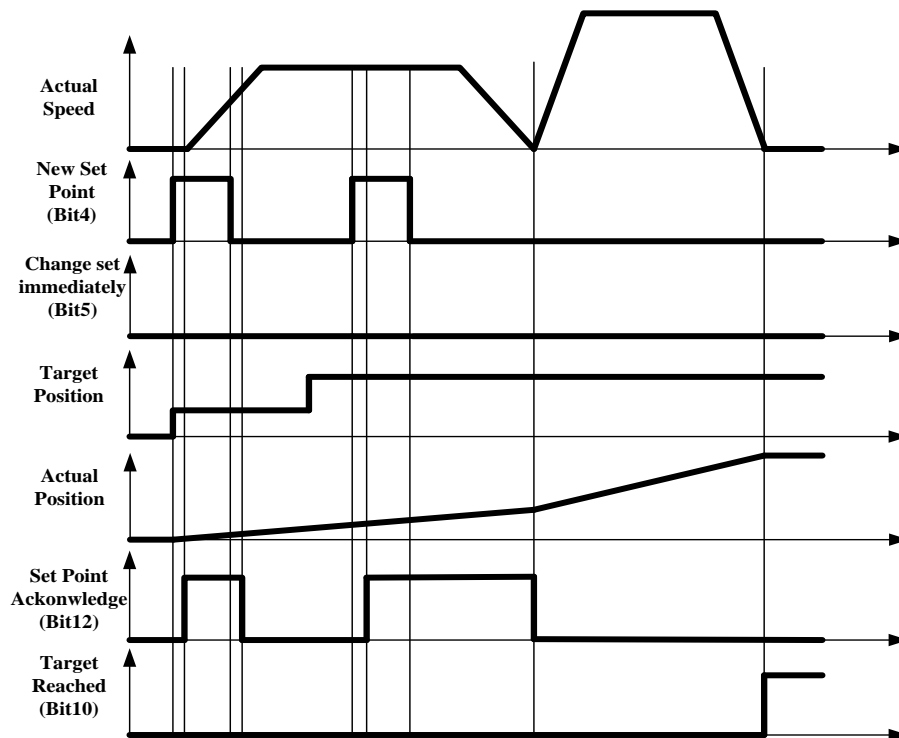 Actual
Speed
New Set
Point
(Bit4)
Change set
immediately
(Bit5)
Target
Position
Actual
Position
Set Point
Ackonwledge
(Bit12)
Target
Reached
(Bit10)